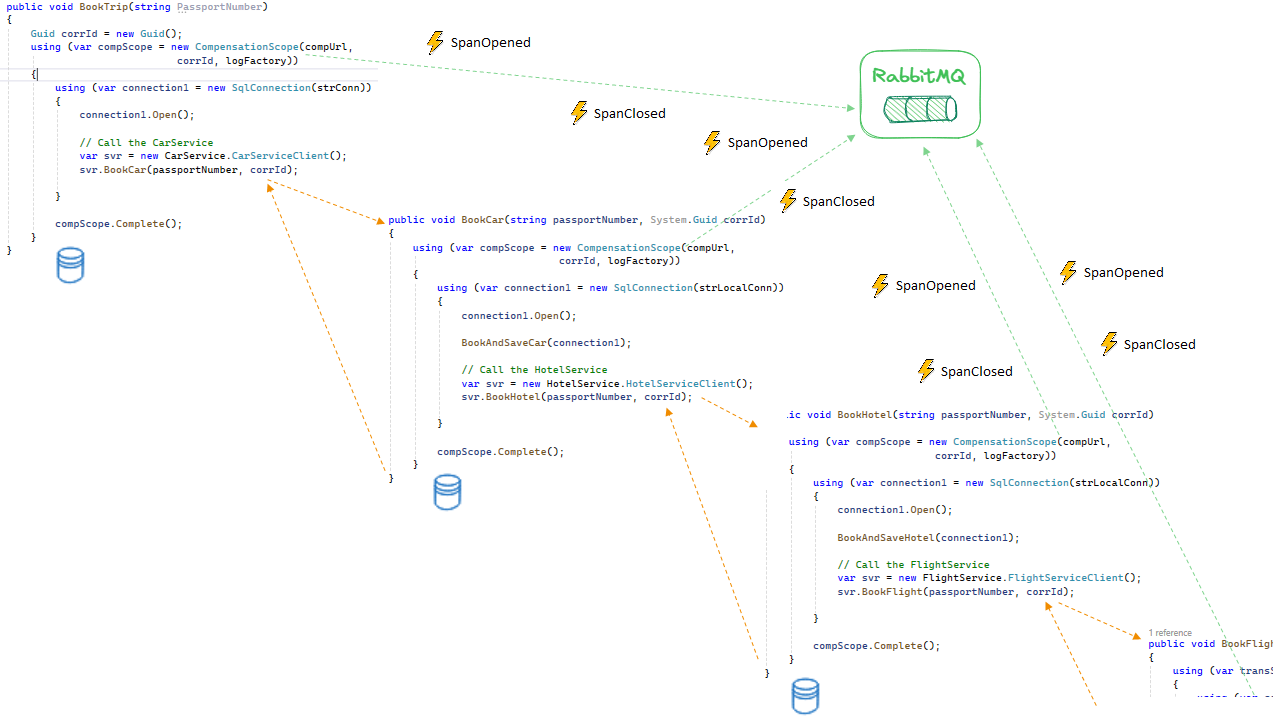 public void BookTrip(string PassportNumber)
{
Guid corrId = new Guid();
using (var compScope = new CompensationScope(compUrl,
corrId, logFactory))
{
using (var connection1 = new SqlConnection(strConn))
{
connection1.Open();
// Call the CarService
var svr = new CarService.CarServiceClient();
svr.BookCar(passportNumber, corrId);
}
compScope.Complete();
}
}
SpanOpened
SpanClosed
SpanOpened
SpanClosed
RabbitMQ
SpanOpened
SpanClosed
SpanOpened
SpanClosed
public void BookCar(string passportNumber, System.Guid corrId)
{
using (var compScope = new CompensationScope(compUrl,
corrId, logFactory))
{
using (var connection1 = new SqlConnection(strLocalConn))
{
connection1.Open();
BookAndSaveCar(connection1);
// Call the HotelService
var svr = new HotelService.HotelServiceClient();
svr.BookHotel(passportNumber, corrId);
}
compScope.Complete();
}
}
ic void BookHotel(string passportNumber, System.Guid corrId)
using (var compScope = new CompensationScope(compUrl,
corrId, logFactory))
{
using (var connection1 = new SqlConnection(strLocalConn))
{
connection1.Open();
BookAndSaveHotel(connection1);
// Call the FlightService
var svr = new FlightService.FlightServiceClient();
svr.BookFlight(passportNumber, corrId);
}
compScope.Complete();
}
}
1 reference
public void BookFligh
{
using (var transS
{